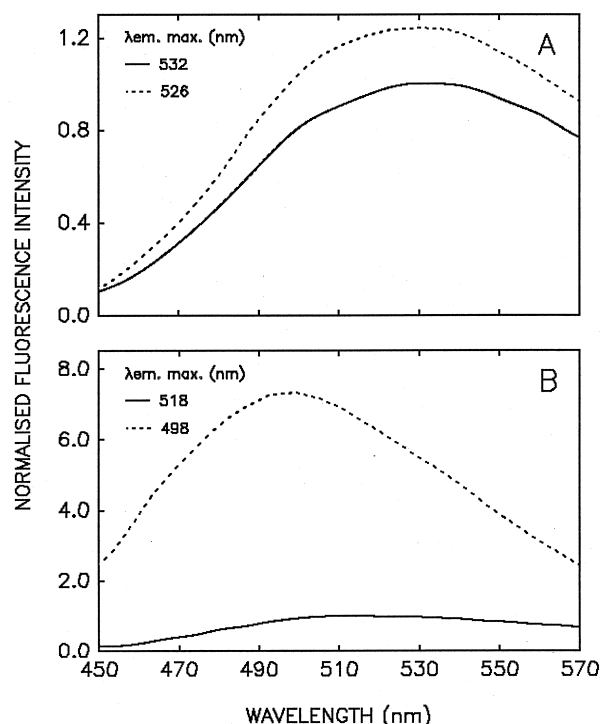 NORMALISED FLUORESCENCE INTENSITY
1.2
0.8
0.4
0.0
λem. max. (nm)
532
526
A
8.0
6.0
4.0
2.0
0.0
λem. max. (nm)
518
498
B
450 470 490 510 530 550 570
WAVELENGTH (nm)